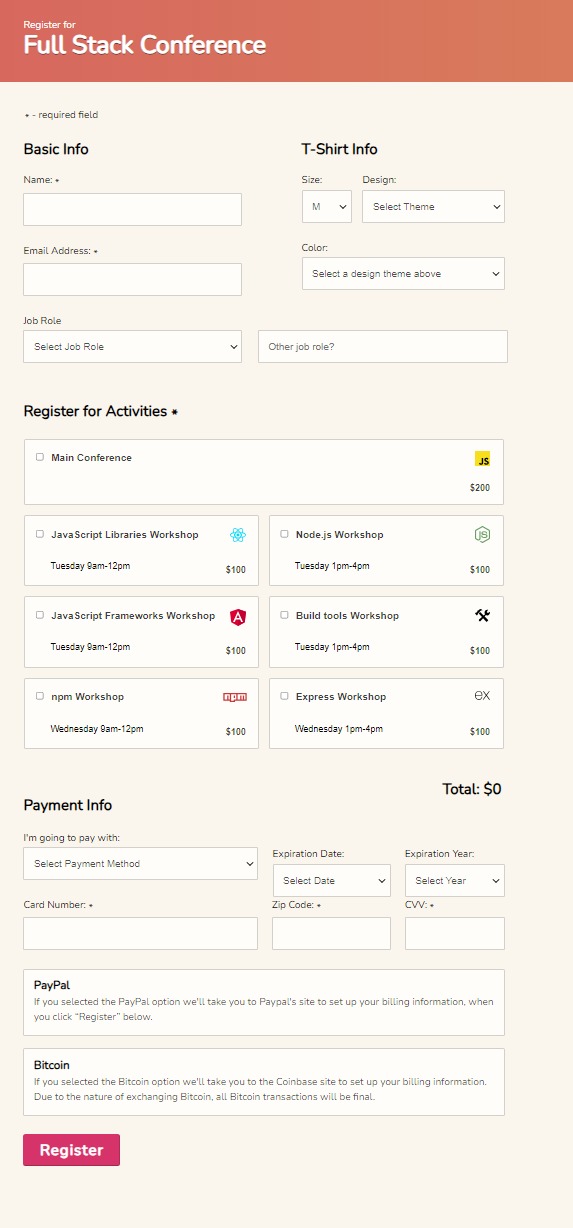 Register for
Full Stack Conference
* - required field
Basic Info
Name: *
Email Address: *
Job Role
Select Job Role
Other job role?
T-Shirt Info
Size:
Design:
M
Select Theme
Color:
Select a design theme above
Register for Activities *
Main Conference
JS
$200
JavaScript Libraries Workshop
Tuesday 9am-12pm
$100
Node.js Workshop
JS
Tuesday 1pm-4pm
$100
JavaScript Frameworks Workshop
A
Tuesday 9am-12pm
$100
Build tools Workshop
Tuesday 1pm-4pm
$100
npm Workshop
npm
Wednesday 9am-12pm
$100
Express Workshop
ex
Wednesday 1pm-4pm
$100
Total: $0
Payment Info
I'm going to pay with:
Select Payment Method
Expiration Date:
Select Date
Expiration Year:
Select Year
Card Number: *
Zip Code: *
CVV: *
PayPal
If you selected the PayPal option we'll take you to Paypal's site to set up your billing information, when
you click “Register” below.
Bitcoin
If you selected the Bitcoin option we'll take you to the Coinbase site to set up your billing information.
Due to the nature of exchanging Bitcoin, all Bitcoin transactions will be final.
Register